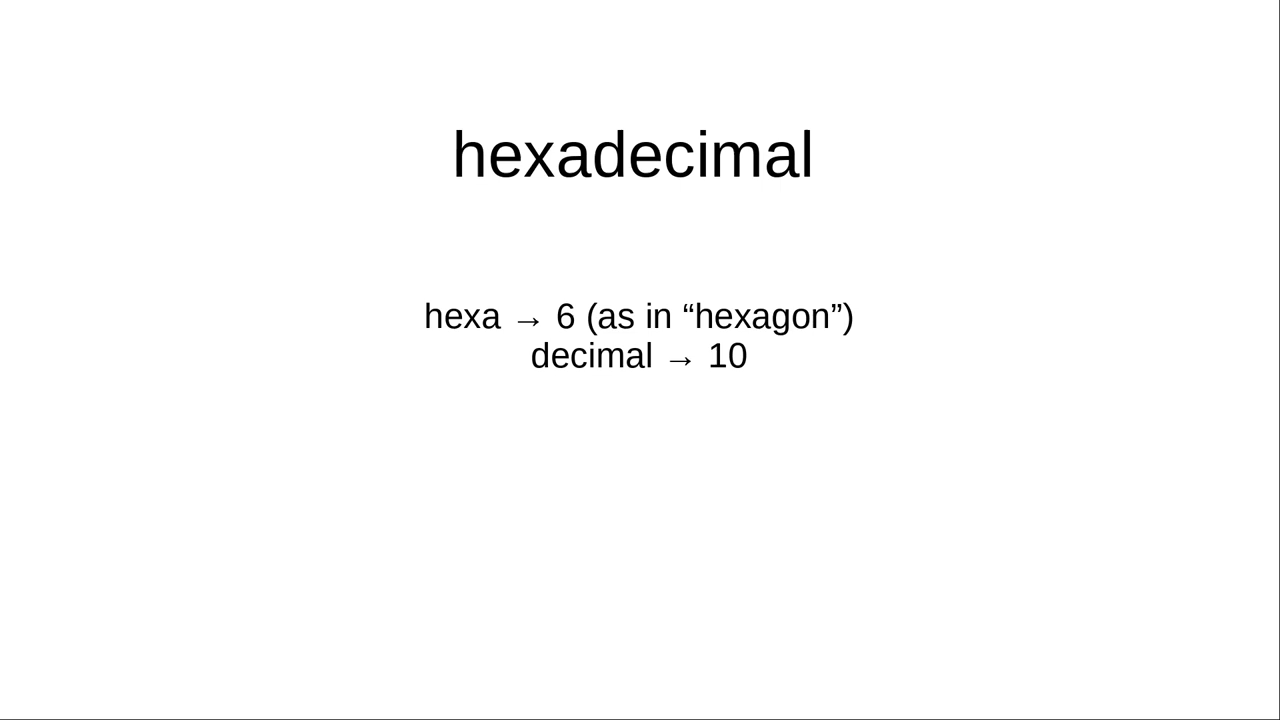 hexadecimal
hexa → 6 (as in “hexagon”)
decimal → 10